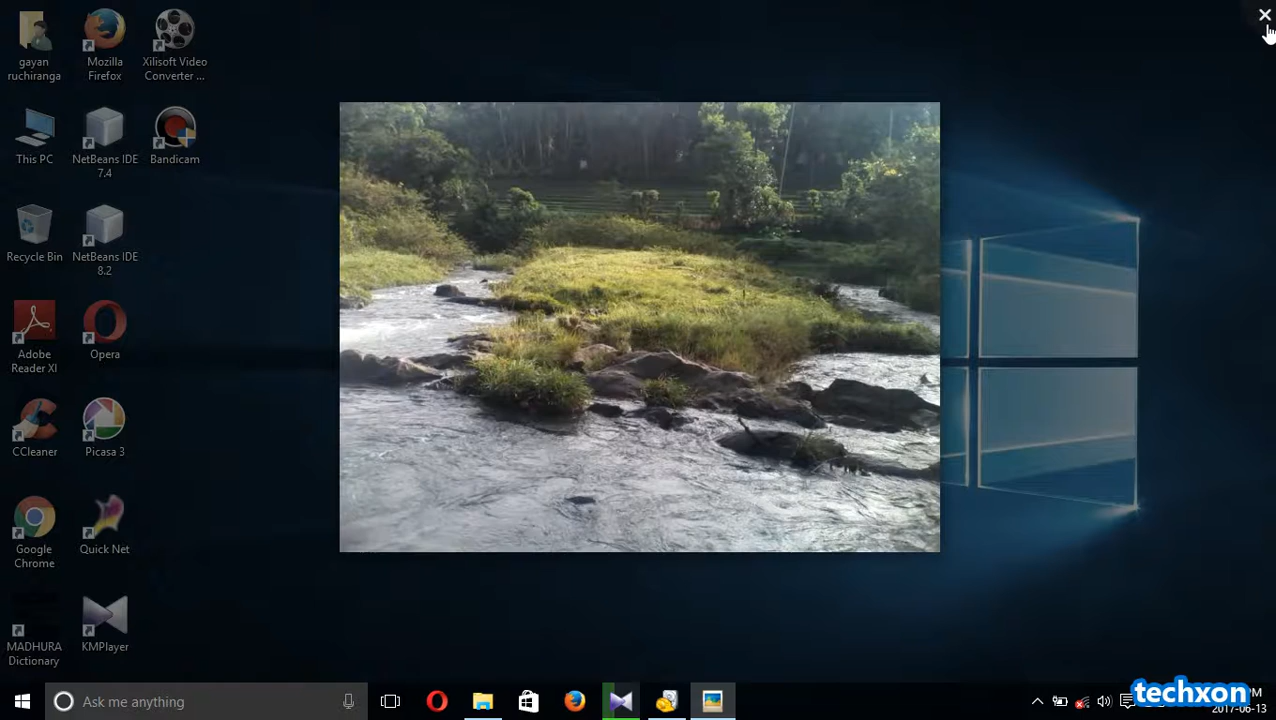 gayan
ruchiranga
Mozilla
Firefox
Xilisoft Video
Converter ...
This PC
NetBeans IDE
7.4
Bandicam
Recycle Bin
NetBeans IDE
8.2
Adobe
Reader XI
Opera
CCleaner
Picasa 3
Google
Chrome
Quick Net
MADHURA
Dictionary
KMPlayer
Ask me anything
techxon
PM
2017-06-13